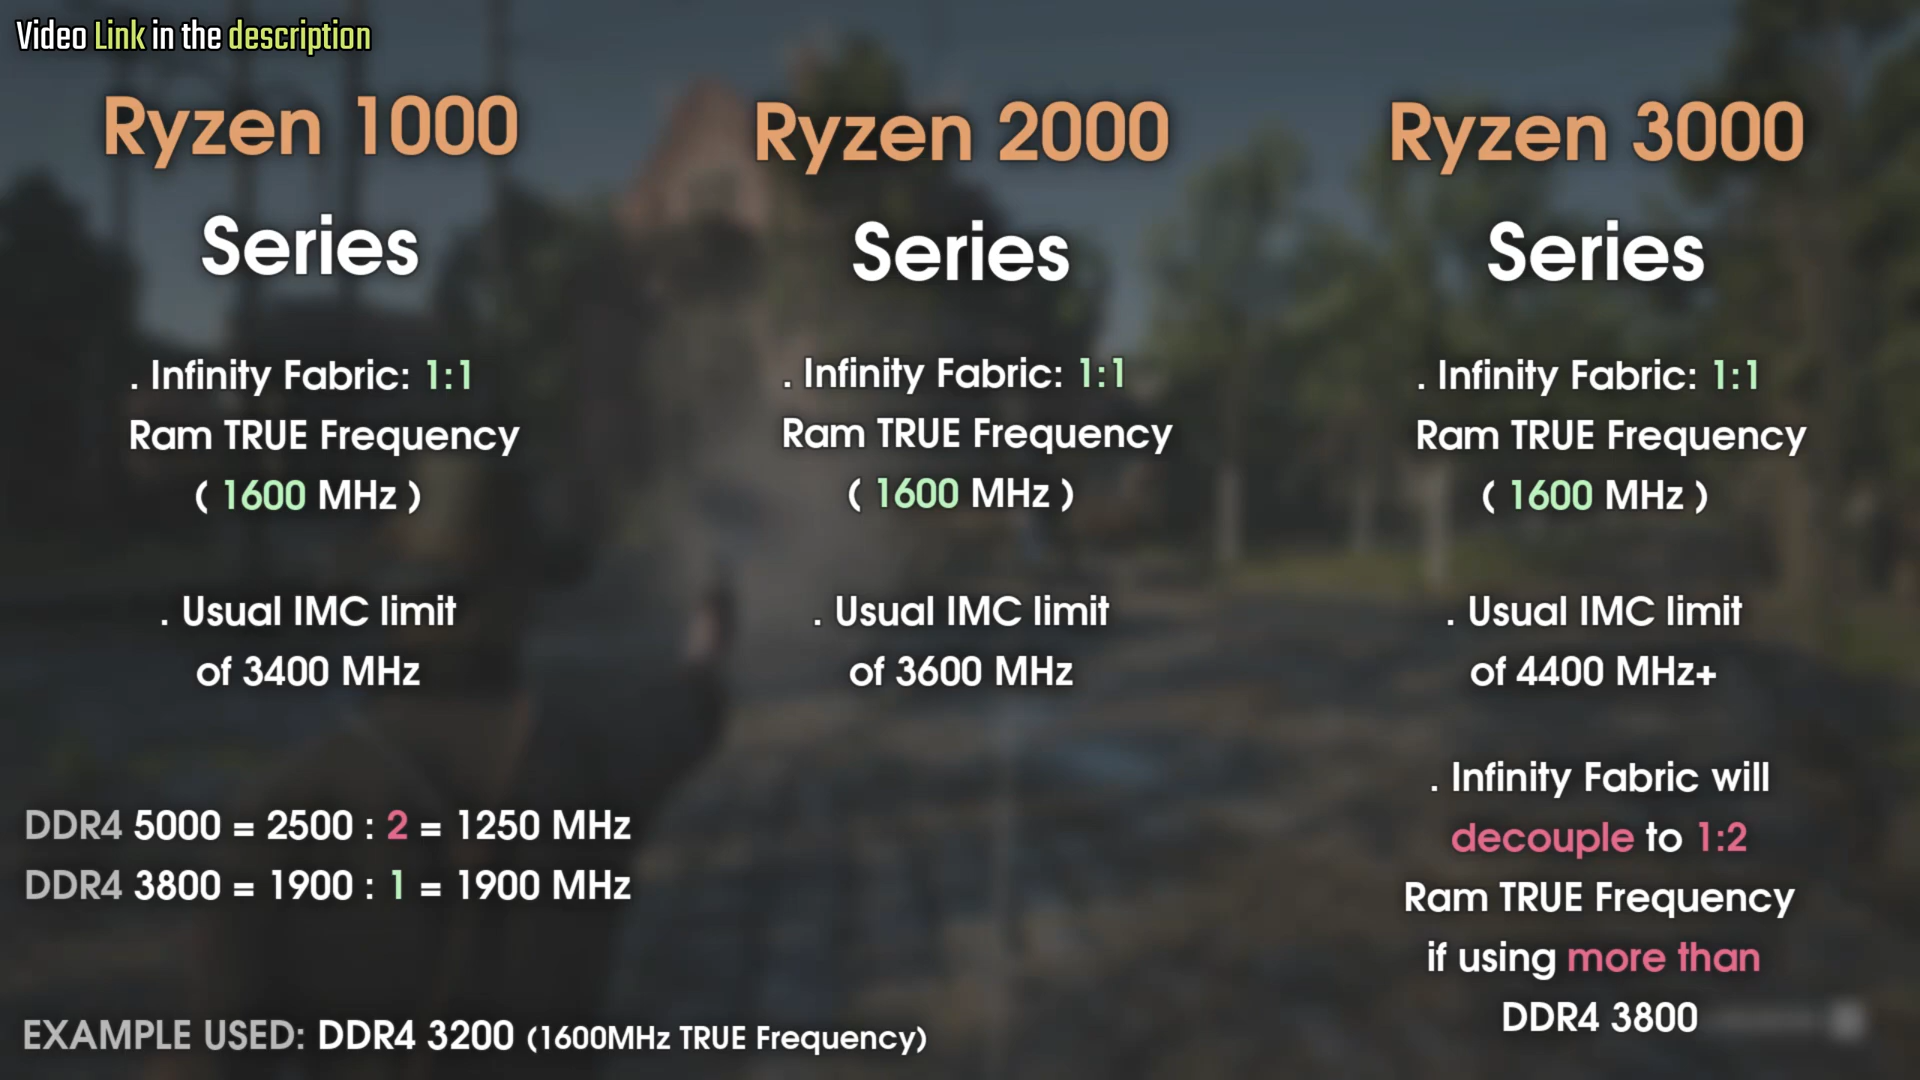 Video Link in the description
Ryzen 1000
Series
. Infinity Fabric: 1:1
Ram TRUE Frequency
( 1600 MHz )
. Usual IMC limit
of 3400 MHz
DDR4 5000 = 2500 : 2 = 1250 MHz
DDR4 3800 = 1900 : 1 = 1900 MHz
Ryzen 2000
Series
. Infinity Fabric: 1:1
Ram TRUE Frequency
( 1600 MHz )
. Usual IMC limit
of 3600 MHz
Ryzen 3000
Series
. Infinity Fabric: 1:1
Ram TRUE Frequency
( 1600 MHz )
. Usual IMC limit
of 4400 MHz+
. Infinity Fabric will
decouple to 1:2
Ram TRUE Frequency
if using more than
DDR4 3800
EXAMPLE USED: DDR4 3200 (1600MHz TRUE Frequency)